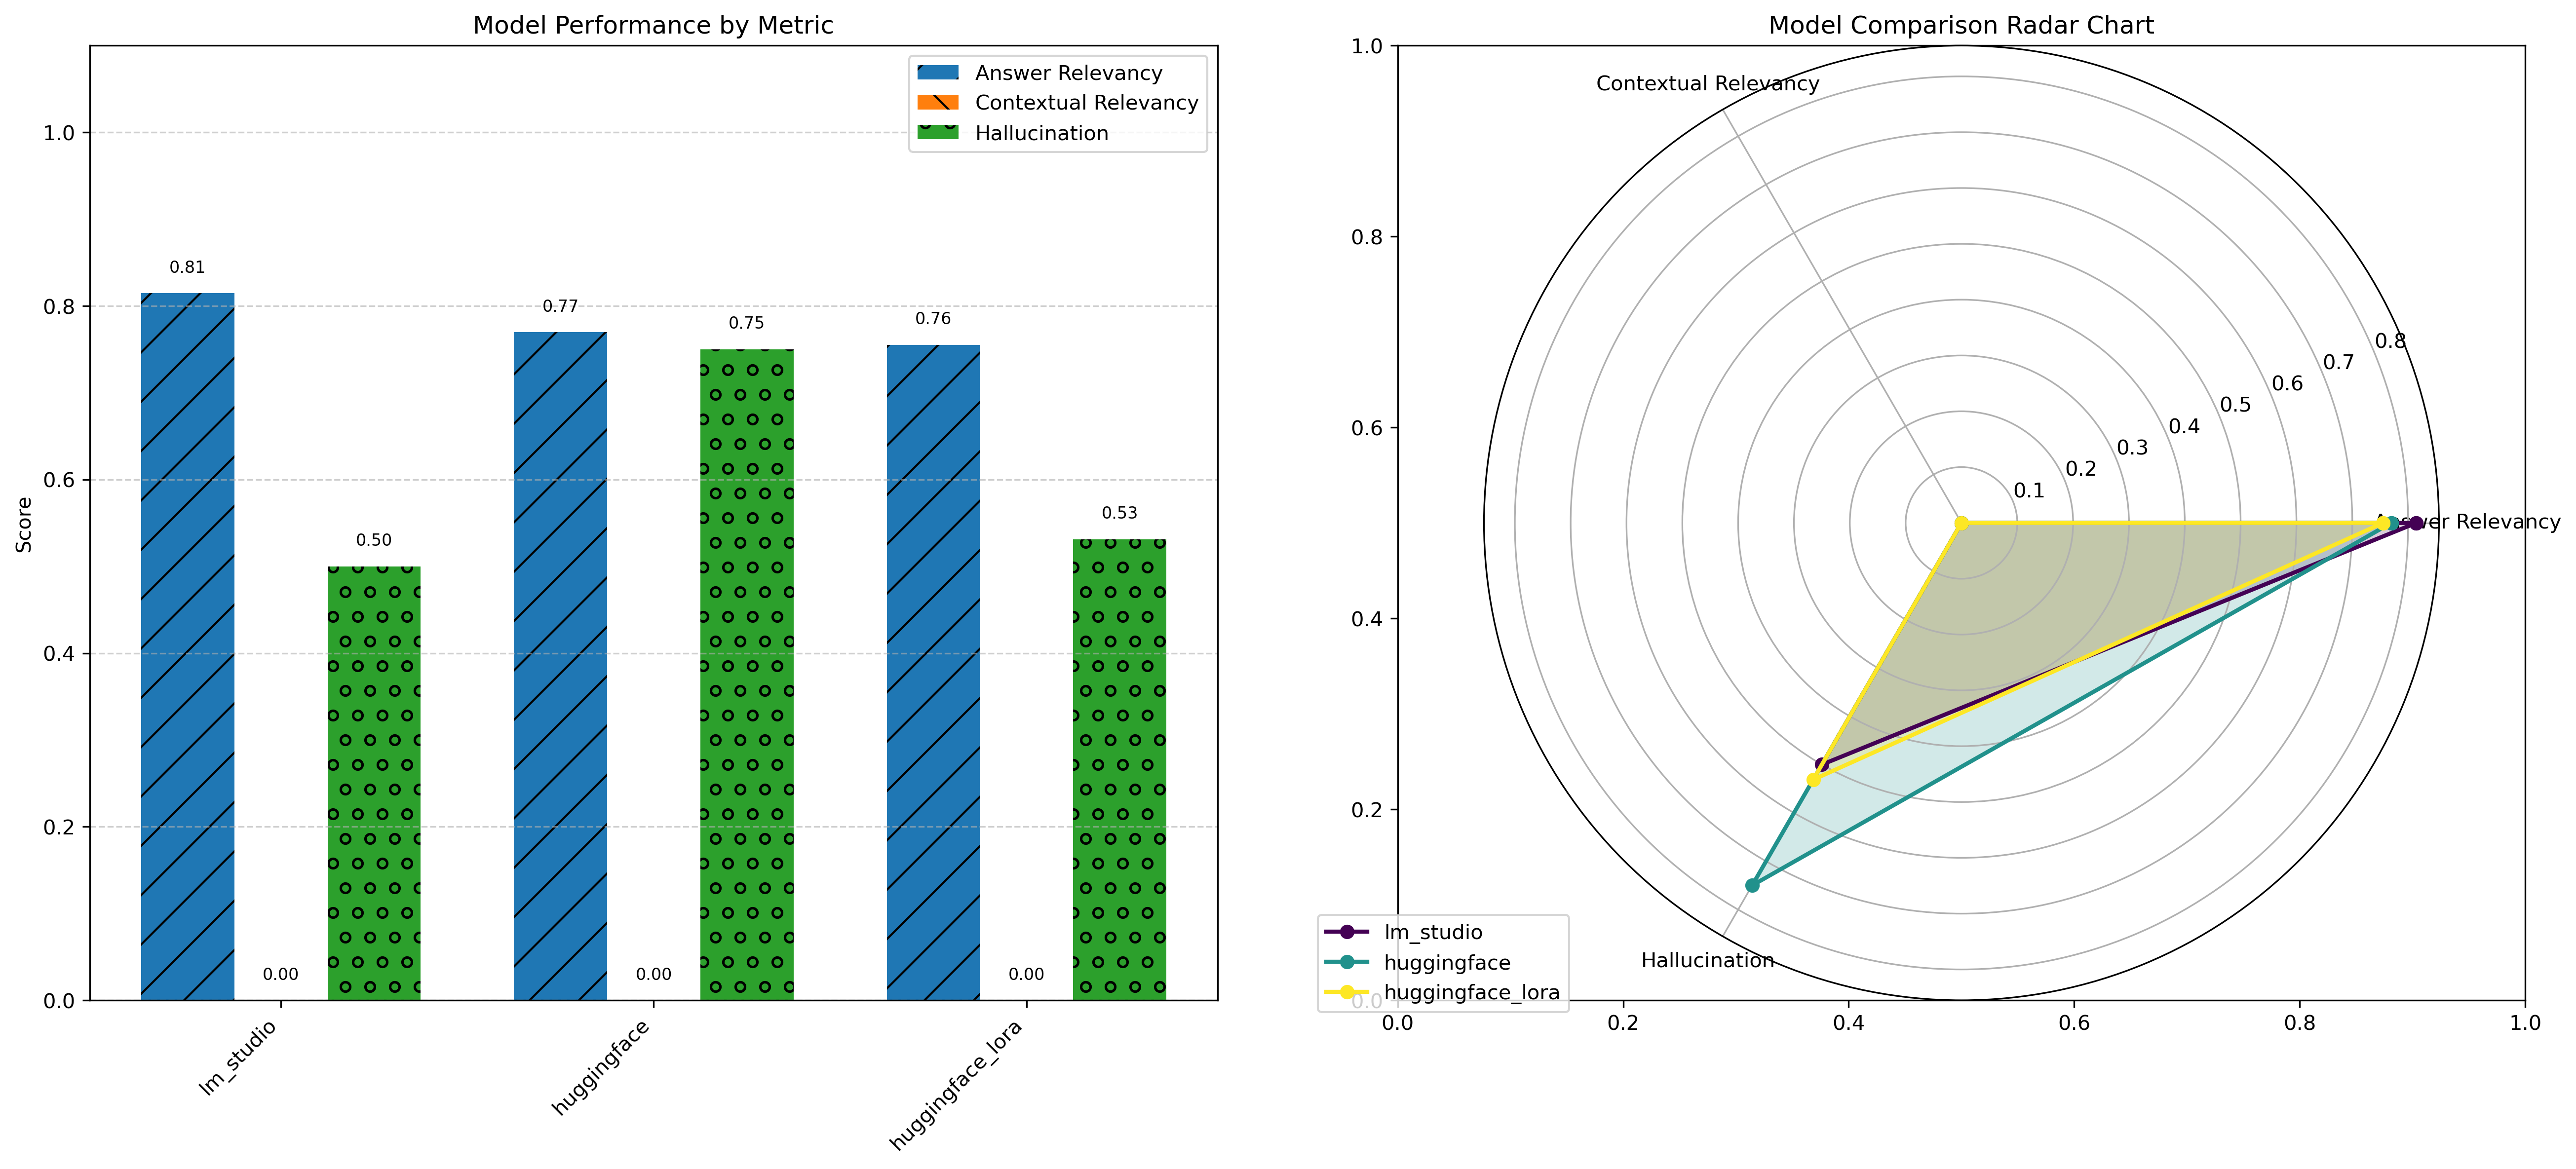 Model Performance by Metric
Answer Relevancy
Contextual Relevancy
Hallucination
Score
1.0
0.8
0.6
0.4
0.2
0.0
0.81
0.00
0.50
0.77
0.00
0.75
0.76
0.00
0.53
lm_studio
huggingface
huggingface_lora
Model Comparison Radar Chart
1.0
0.8
0.6
0.4
0.2
0.0
0.0
0.2
0.4
0.6
0.8
1.0
Contextual Relevancy
0.8
0.7
0.6
0.5
0.4
0.3
0.2
0.1
Answer Relevancy
Hallucination
lm_studio
huggingface
huggingface_lora